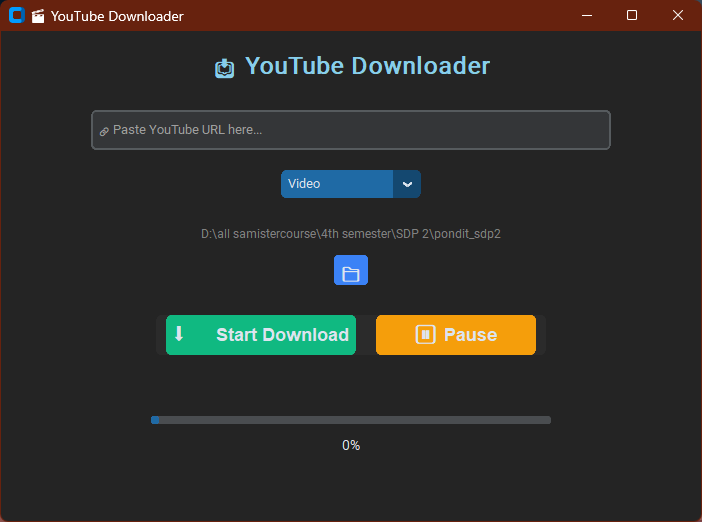 YouTube Downloader
YouTube Downloader
Paste YouTube URL here...
Video
D:\all samistercourse\4th semester\SDP 2\pondit_sdp2
Start Download
Pause
0%